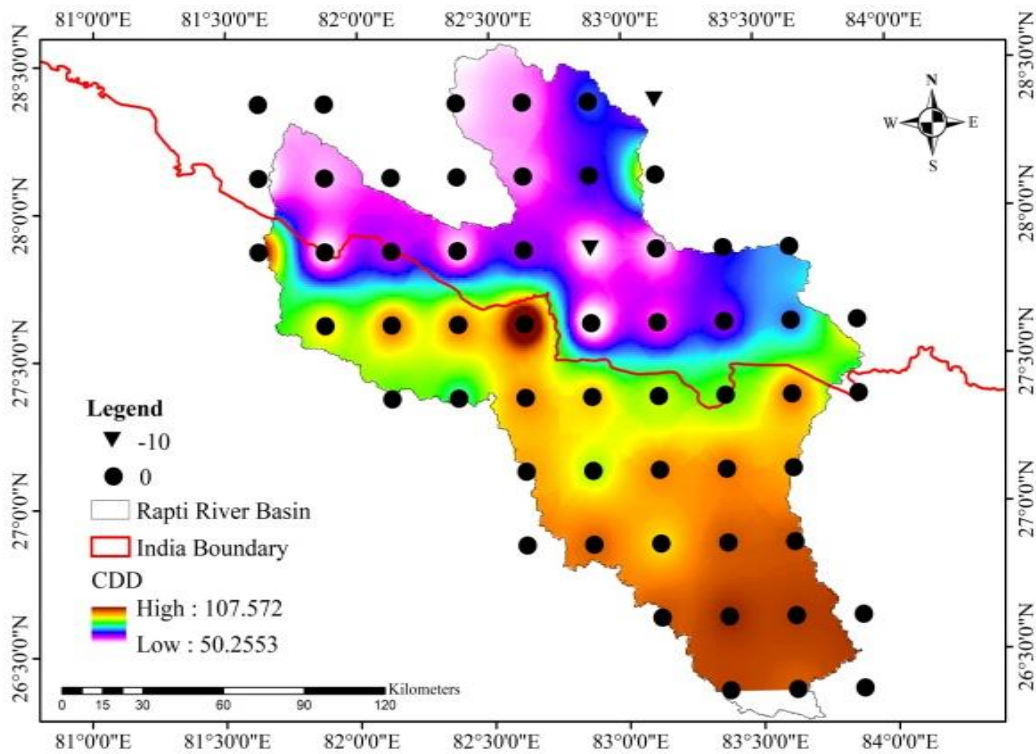 81°0'0"E 81°30'0"E 82°0'0"E 82°30'0"E 83°0'0"E 83°30'0"E 84°0'0"E
28°30'0"N 28°30'0"N
N
W E
S
28°0'0"N 28°0'0"N
27°30'0"N 27°30'0"N
Legend
-10
0
Rapti River Basin
India Boundary
CDD
High : 107.572
Low : 50.2553
27°0'0"N 27°0'0"N
26°30'0"N 26°30'0"N
Kilometers
0 15 30 60 90 120
81°0'0"E 81°30'0"E 82°0'0"E 82°30'0"E 83°0'0"E 83°30'0"E 84°0'0"E